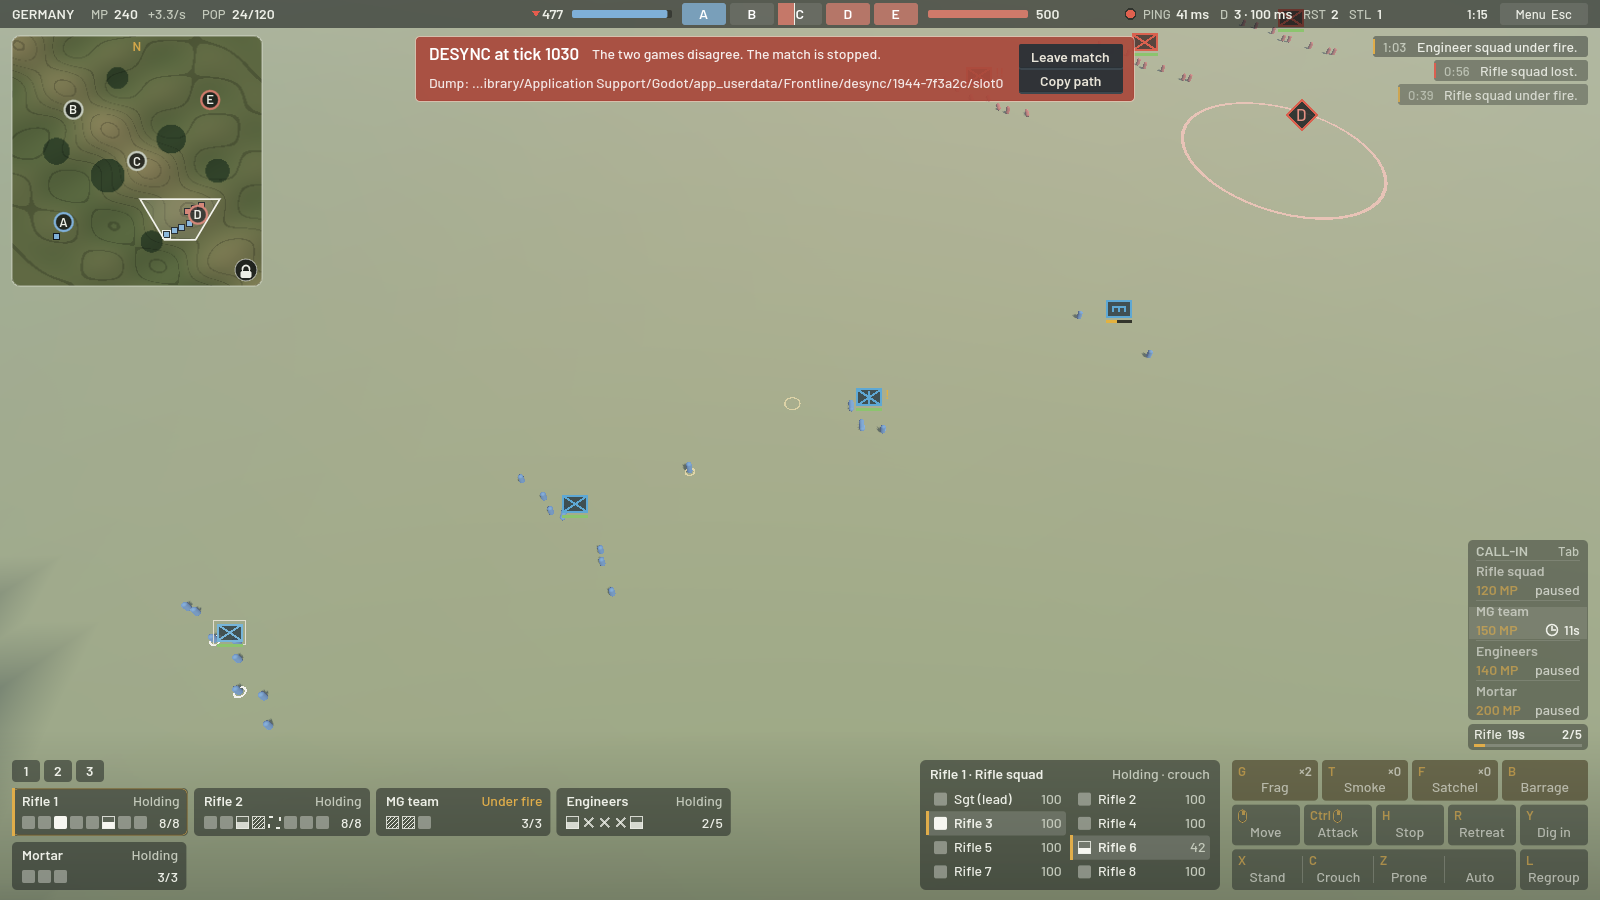 GERMANY MP 240 +3.3/s POP 24/120 477 A B C D E 500 PING 41 ms D 3 · 100 ms RST 2 STL 1 1:15 Menu Esc
DESYNC at tick 1030 The two games disagree. The match is stopped.
Dump: ...ibrary/Application Support/Godot/app_userdata/Frontline/desync/1944-7f3a2c/slot0
Leave match
Copy path
1:03 Engineer squad under fire.
0:56 Rifle squad lost.
0:39 Rifle squad under fire.
N
B
E
C
A
D
D
E
CALL-IN Tab
Rifle squad
120 MP paused
MG team
150 MP 11s
Engineers
140 MP paused
Mortar
200 MP paused
Rifle 19s 2/5
1 2 3
Rifle 1 Holding
8/8
Rifle 2 Holding
8/8
MG team Under fire
3/3
Engineers Holding
2/5
Mortar Holding
3/3
Rifle 1 · Rifle squad Holding · crouch
Sgt (lead) 100 Rifle 2 100
Rifle 3 100 Rifle 4 100
Rifle 5 100 Rifle 6 42
Rifle 7 100 Rifle 8 100
G ×2 T ×0 F ×0 B
Frag Smoke Satchel Barrage
Ctrl H R Y
Move Attack Stop Retreat Dig in
X C Z L
Stand Crouch Prone Auto Regroup